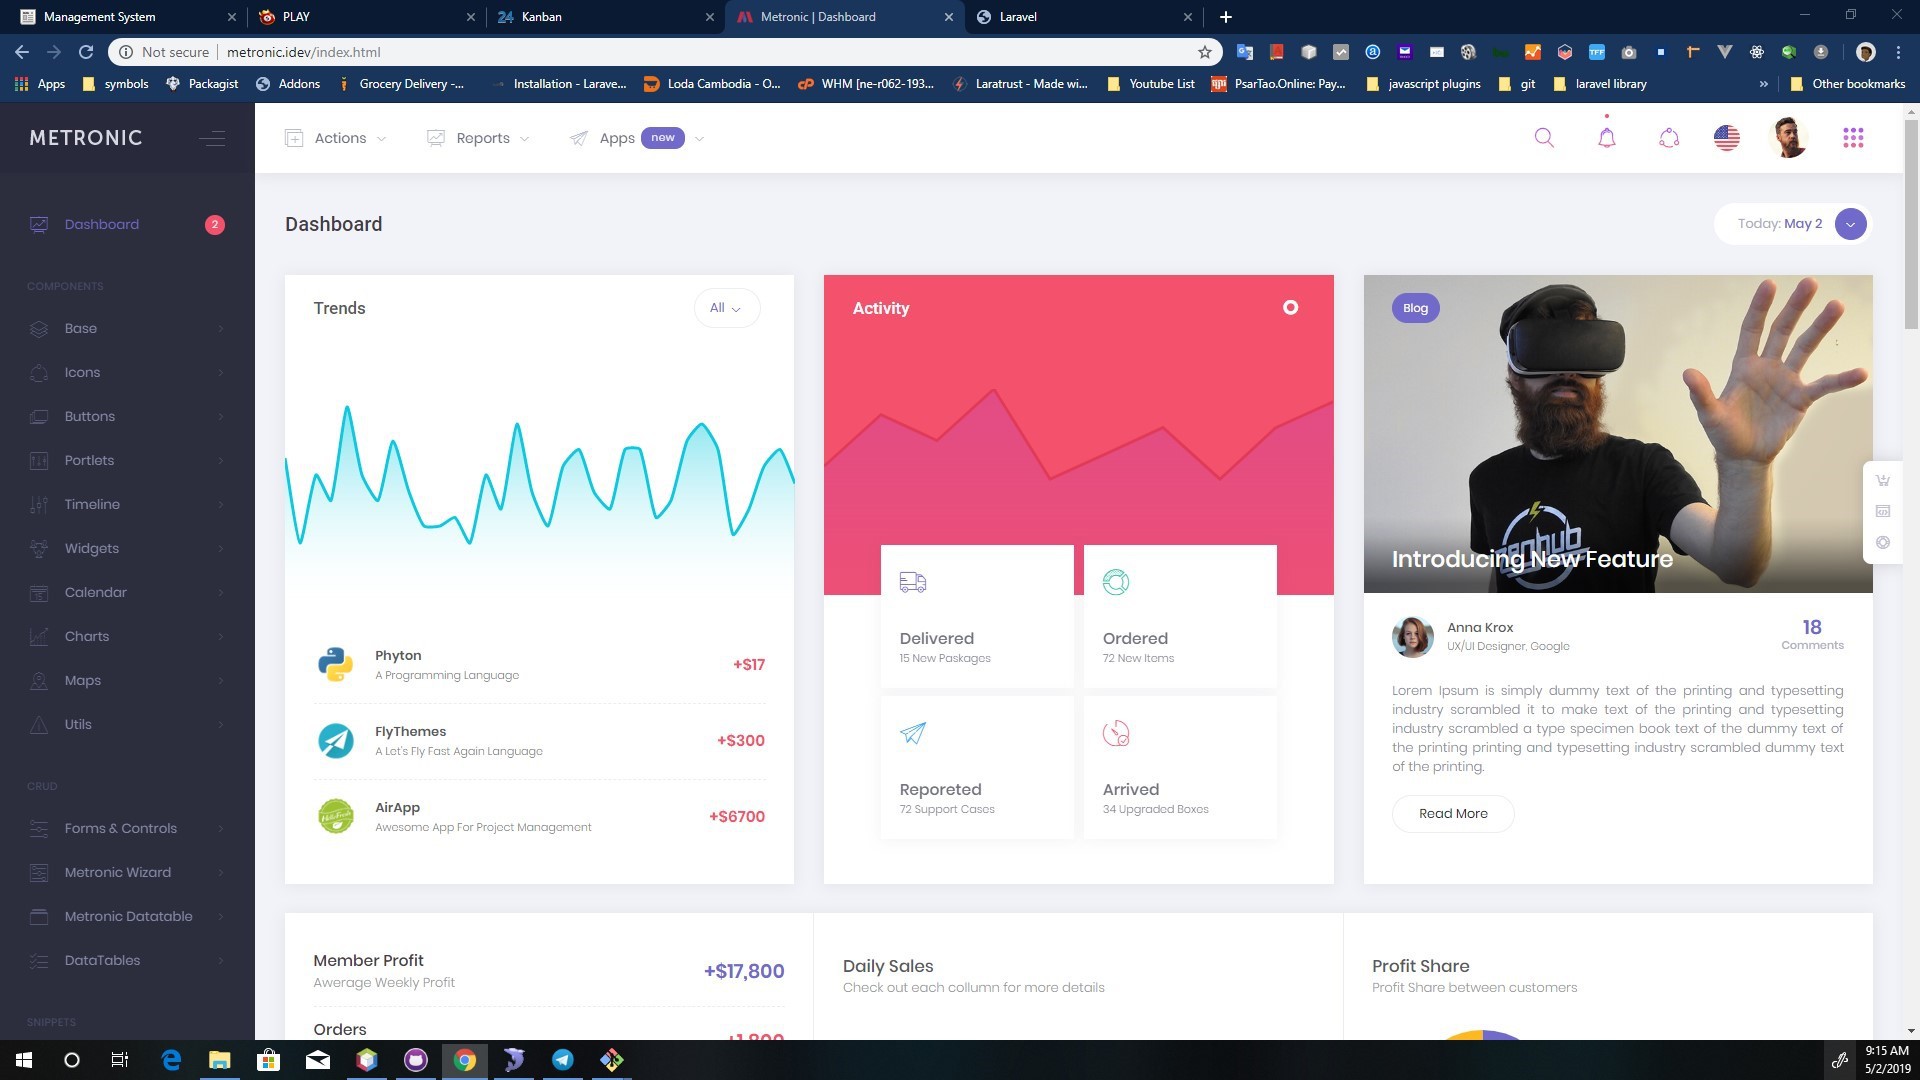 Management System
PLAY
24 Kanban
Metronic | Dashboard
Laravel
Not secure | metronic.idev/index.html
Apps
symbols
Packagist
Addons
Grocery Delivery -...
Installation - Larave...
Loda Cambodia - O...
WHM [ne-r062-193...
Laratrust - Made wi...
Youtube List
PsarTao.Online: Pay...
javascript plugins
git
laravel library
»
Other bookmarks
METRONIC
Actions
Reports
Apps new
Dashboard 2
COMPONENTS
Base
Icons
Buttons
Portlets
Timeline
Widgets
Calendar
Charts
Maps
Utils
CRUD
Forms & Controls
Metronic Wizard
Metronic Datatable
DataTables
SNIPPETS
Dashboard
Today: May 2
Trends
All
Phyton
A Programming Language
+$17
FlyThemes
A Let's Fly Fast Again Language
+$300
AirApp
Awesome App For Project Management
+$6700
Activity
Delivered
15 New Paskages
Ordered
72 New Items
Reporeted
72 Support Cases
Arrived
34 Upgraded Boxes
Blog
zenhub
Introducing New Feature
Anna Krox
UX/UI Designer, Google
18
Comments
Lorem Ipsum is simply dummy text of the printing and typesetting
industry scrambled it to make text of the printing and typesetting
industry scrambled a type specimen book text of the dummy text of
the printing printing and typesetting industry scrambled dummy text
of the printing.
Read More
Member Profit
Awerage Weekly Profit
+$17,800
Orders
+1,800
Daily Sales
Check out each collumn for more details
Profit Share
Profit Share between customers
9:15 AM
5/2/2019